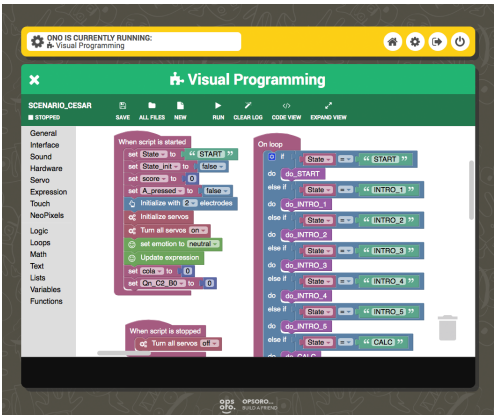 ONO IS CURRENTLY RUNNING:
Visual Programming
Visual Programming
SCENARIO_CESAR
STOPPED
SAVE ALL FILES NEW RUN CLEAR LOG CODE VIEW EXPAND VIEW
General
Interface
Sound
Hardware
Servo
Expression
Touch
NeoPixels
Logic
Loops
Math
Text
Lists
Variables
Functions
When script is started
set State to “ START ”
set State_init to false
set score to 0
set A_pressed to false
Initialize with 2 electrodes
Initialize servos
Turn all servos on
set emotion to neutral
Update expression
set cola to 0
set Qn_C2_B0 to 0
When script is stopped
Turn all servos off
On loop
if State = “ START ”
do do_START
else if State = “ INTRO_1 ”
do do_INTRO_1
else if State = “ INTRO_2 ”
do do_INTRO_2
else if State = “ INTRO_3 ”
do do_INTRO_3
else if State = “ INTRO_4 ”
do do_INTRO_4
else if State = “ INTRO_5 ”
do do_INTRO_5
else if State = “ CALC ”
do do_CALC
ops
oro.
OPSORO...
BUILD A FRIEND